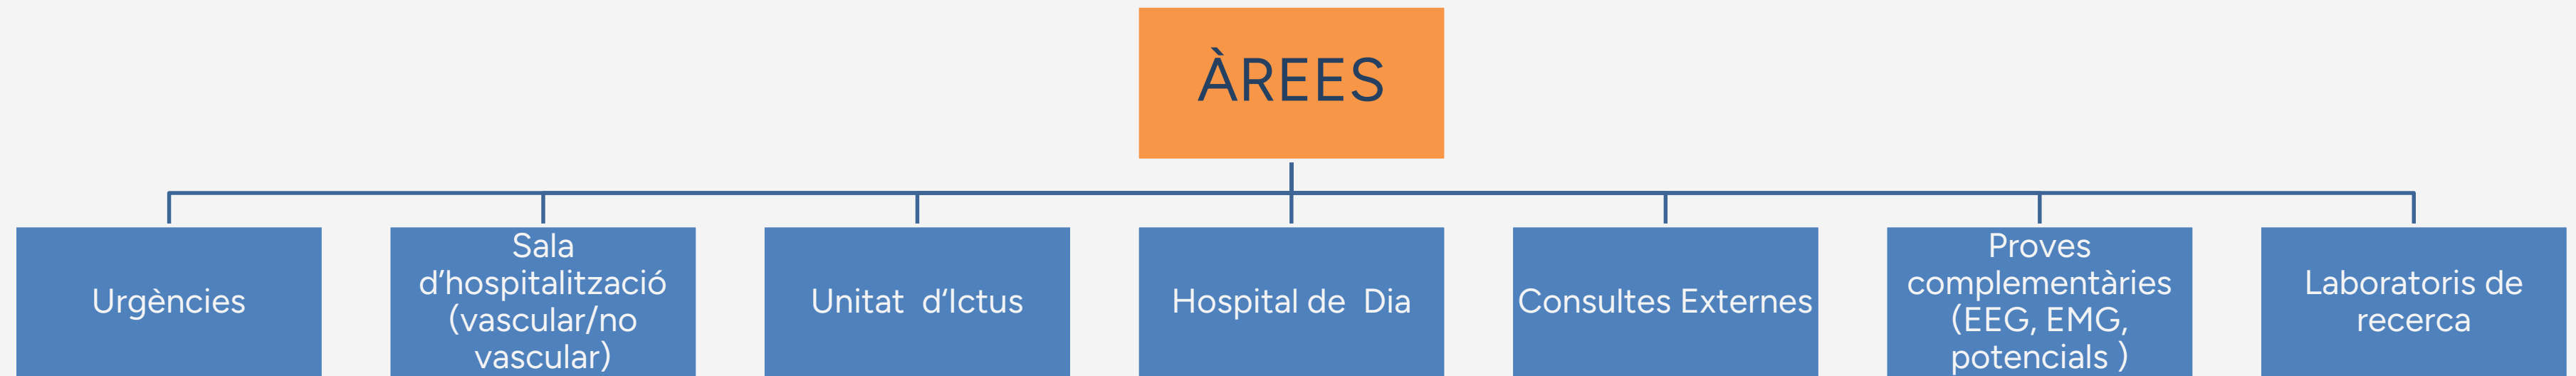 ÀREES
Urgències
Sala
d’hospitalització
(vascular/no
vascular)
Unitat  d‘Ictus
Hospital de  Dia
Consultes Externes
Proves
complementàries
(EEG, EMG,
potencials )
Laboratoris de
recerca